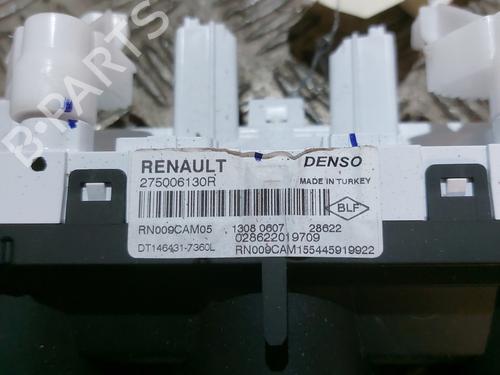 RENAULT
275006130R
DENSO
MADE IN TURKEY
BLF
RN009CAM05 1308 0607 28622
028622019709
DT146431-7360L RN009CAM155445919922
B-PARTS